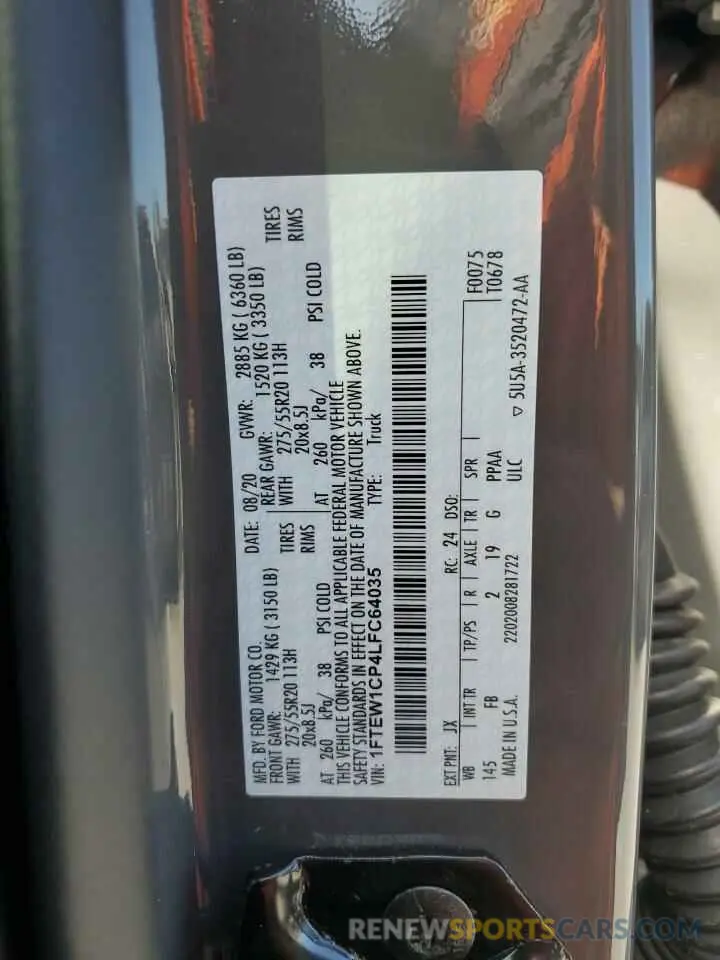 MFD. BY FORD MOTOR CO.
DATE: 08/20 GVWR: 2885 KG ( 6360 LB)
FRONT GAWR: 1429 KG ( 3150 LB) REAR GAWR: 1520 KG ( 3350 LB)
WITH 275/55R20 113H TIRES WITH 275/55R20 113H TIRES
20x8.5J RIMS 20x8.5J RIMS
AT 260 kPa/ 38 PSI COLD AT 260 kPa/ 38 PSI COLD
THIS VEHICLE CONFORMS TO ALL APPLICABLE FEDERAL MOTOR VEHICLE
SAFETY STANDARDS IN EFFECT ON THE DATE OF MANUFACTURE SHOWN ABOVE.
VIN: 1FTEW1CP4LFC64035 TYPE: Truck
EXT PNT: JX RC: 24 DSO:
WB INT TR TP/PS R AXLE TR SPR F0075
145 FB 2 19 G PPAA T0678
MADE IN U.S.A. 2202008281722 ULC ▽ 5U5A-3520472-AA
RENEWSPORTSCARS.COM